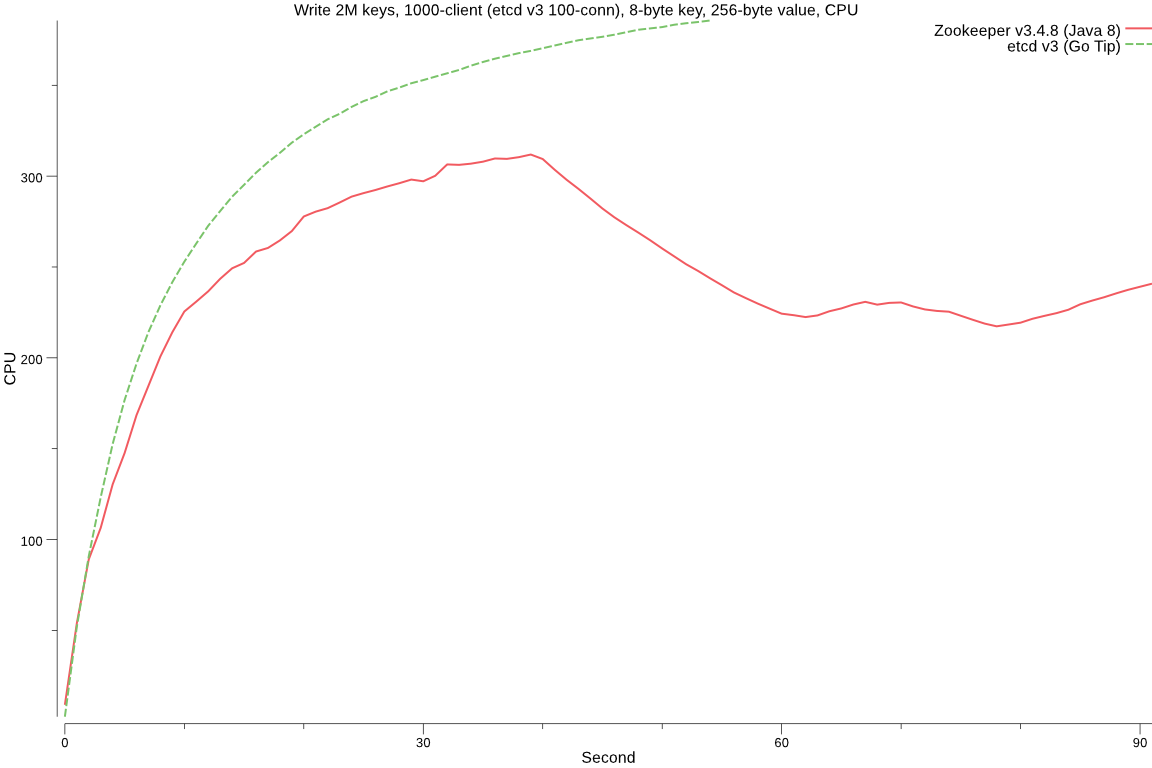 Write 2M keys, 1000-client (etcd v3 100-conn), 8-byte key, 256-byte value, CPU
Zookeeper v3.4.8 (Java 8)
etcd v3 (Go Tip)
300
200
100
CPU
0
30
60
90
Second